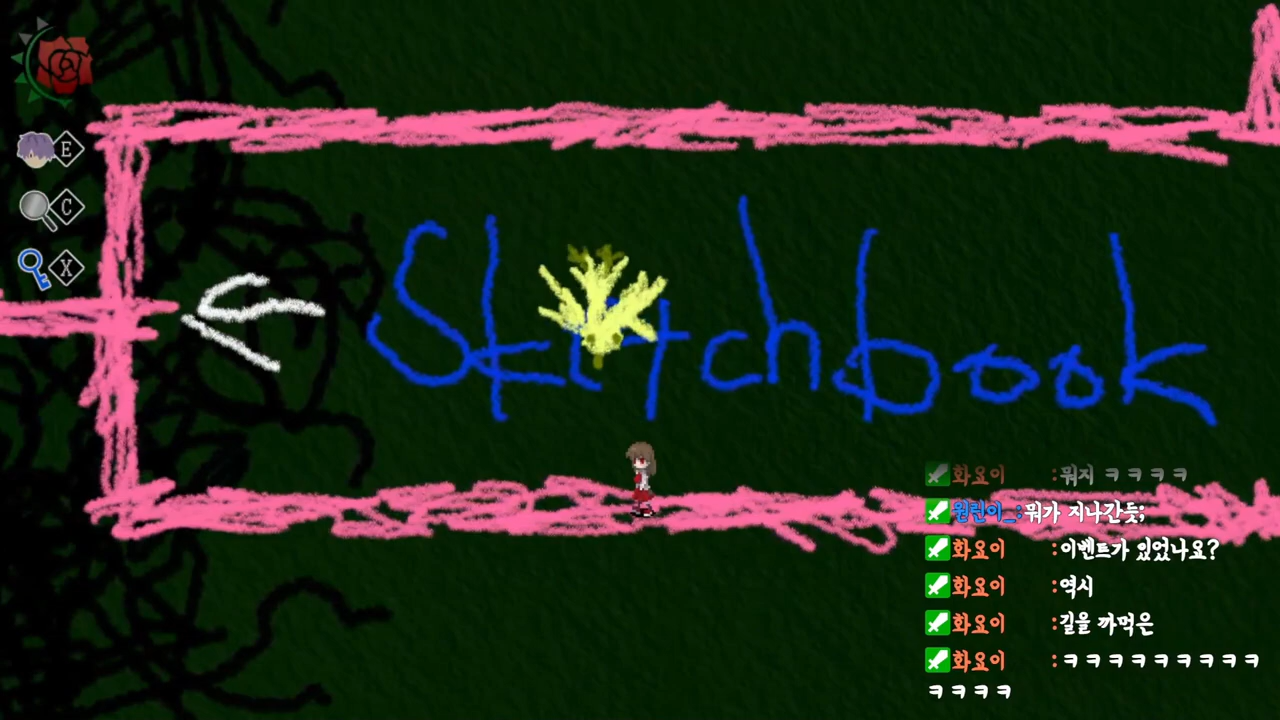 E
C
X
Sketchbook
화요이 :뭐지 ㅋㅋㅋㅋ
원린이_:뭐가 지나간듯;
화요이 :이벤트가 있었나요?
화요이 :역시
화요이 :길을 까먹은
화요이 :ㅋㅋㅋㅋㅋㅋㅋㅋㅋ
ㅋㅋㅋㅋ